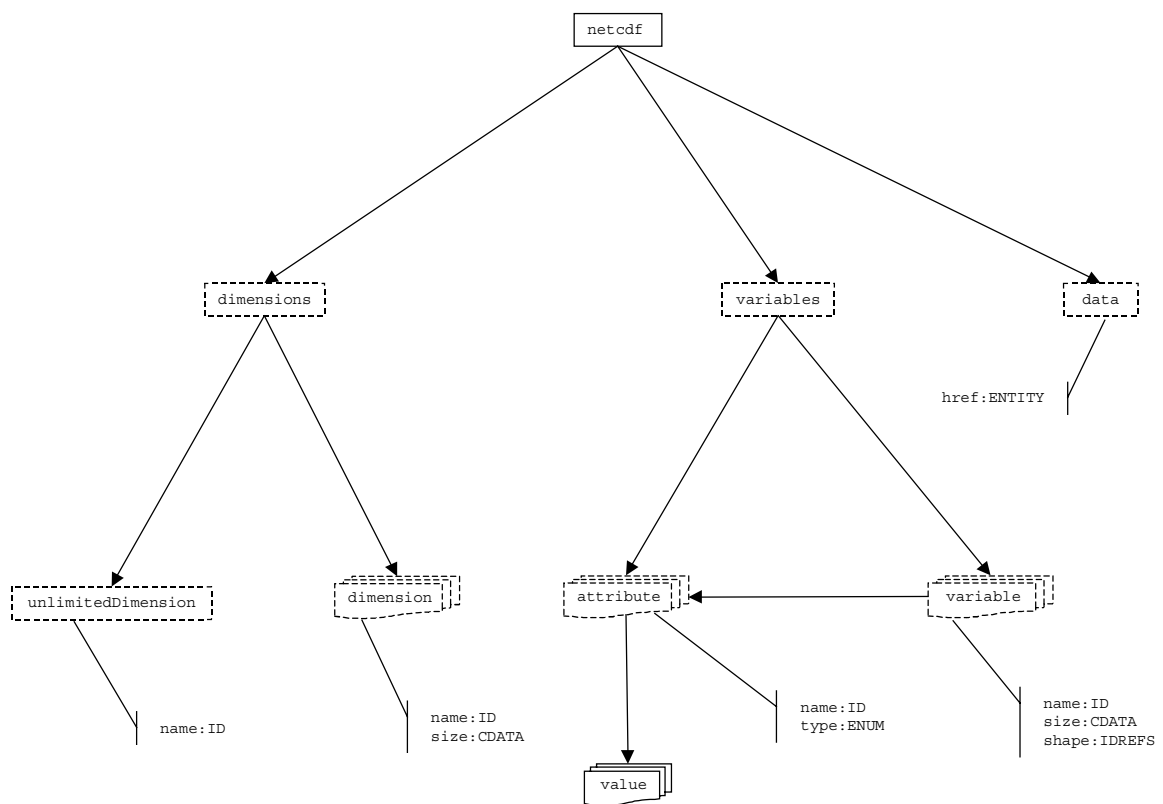 netcdf
dimensions
variables
data
href:ENTITY
unlimitedDimension
dimension
attribute
variable
name:ID
name:ID
size:CDATA
name:ID
type:ENUM
name:ID
size:CDATA
shape:IDREFS
value